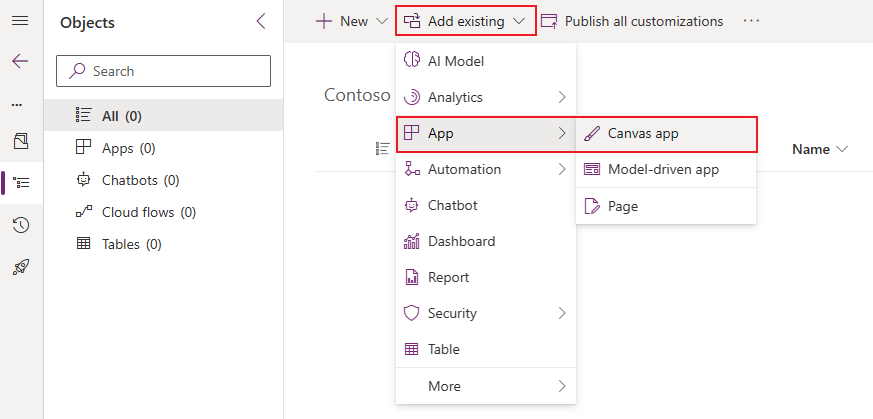 Objects
New
Add existing
Publish all customizations
Search
All (0)
Apps (0)
Chatbots (0)
Cloud flows (0)
Tables (0)
Contoso
Name
AI Model
Analytics
App
Automation
Chatbot
Dashboard
Report
Security
Table
More
Canvas app
Model-driven app
Page